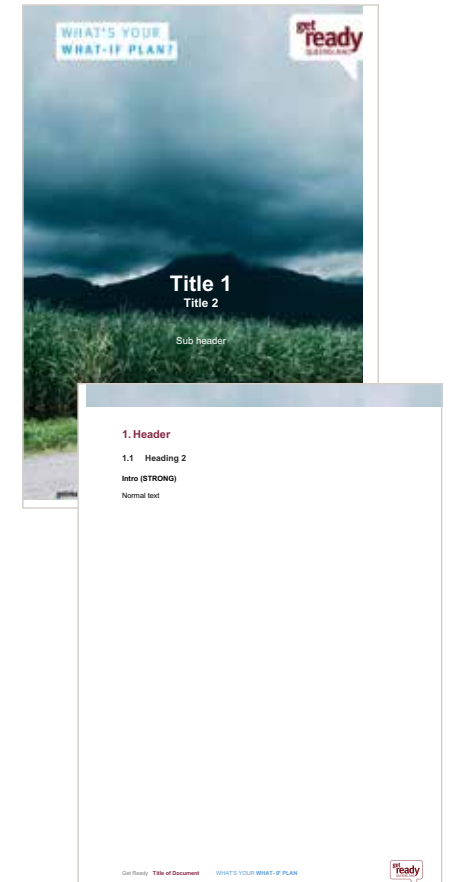 WHAT'S YOUR
WHAT-IF PLAN?
get
ready
QUEENSLAND
Title 1
Title 2
Sub header
1. Header
1.1 Heading 2
Intro (STRONG)
Normal text
Get Ready Title of Document WHAT'S YOUR WHAT- IF PLAN
get
ready